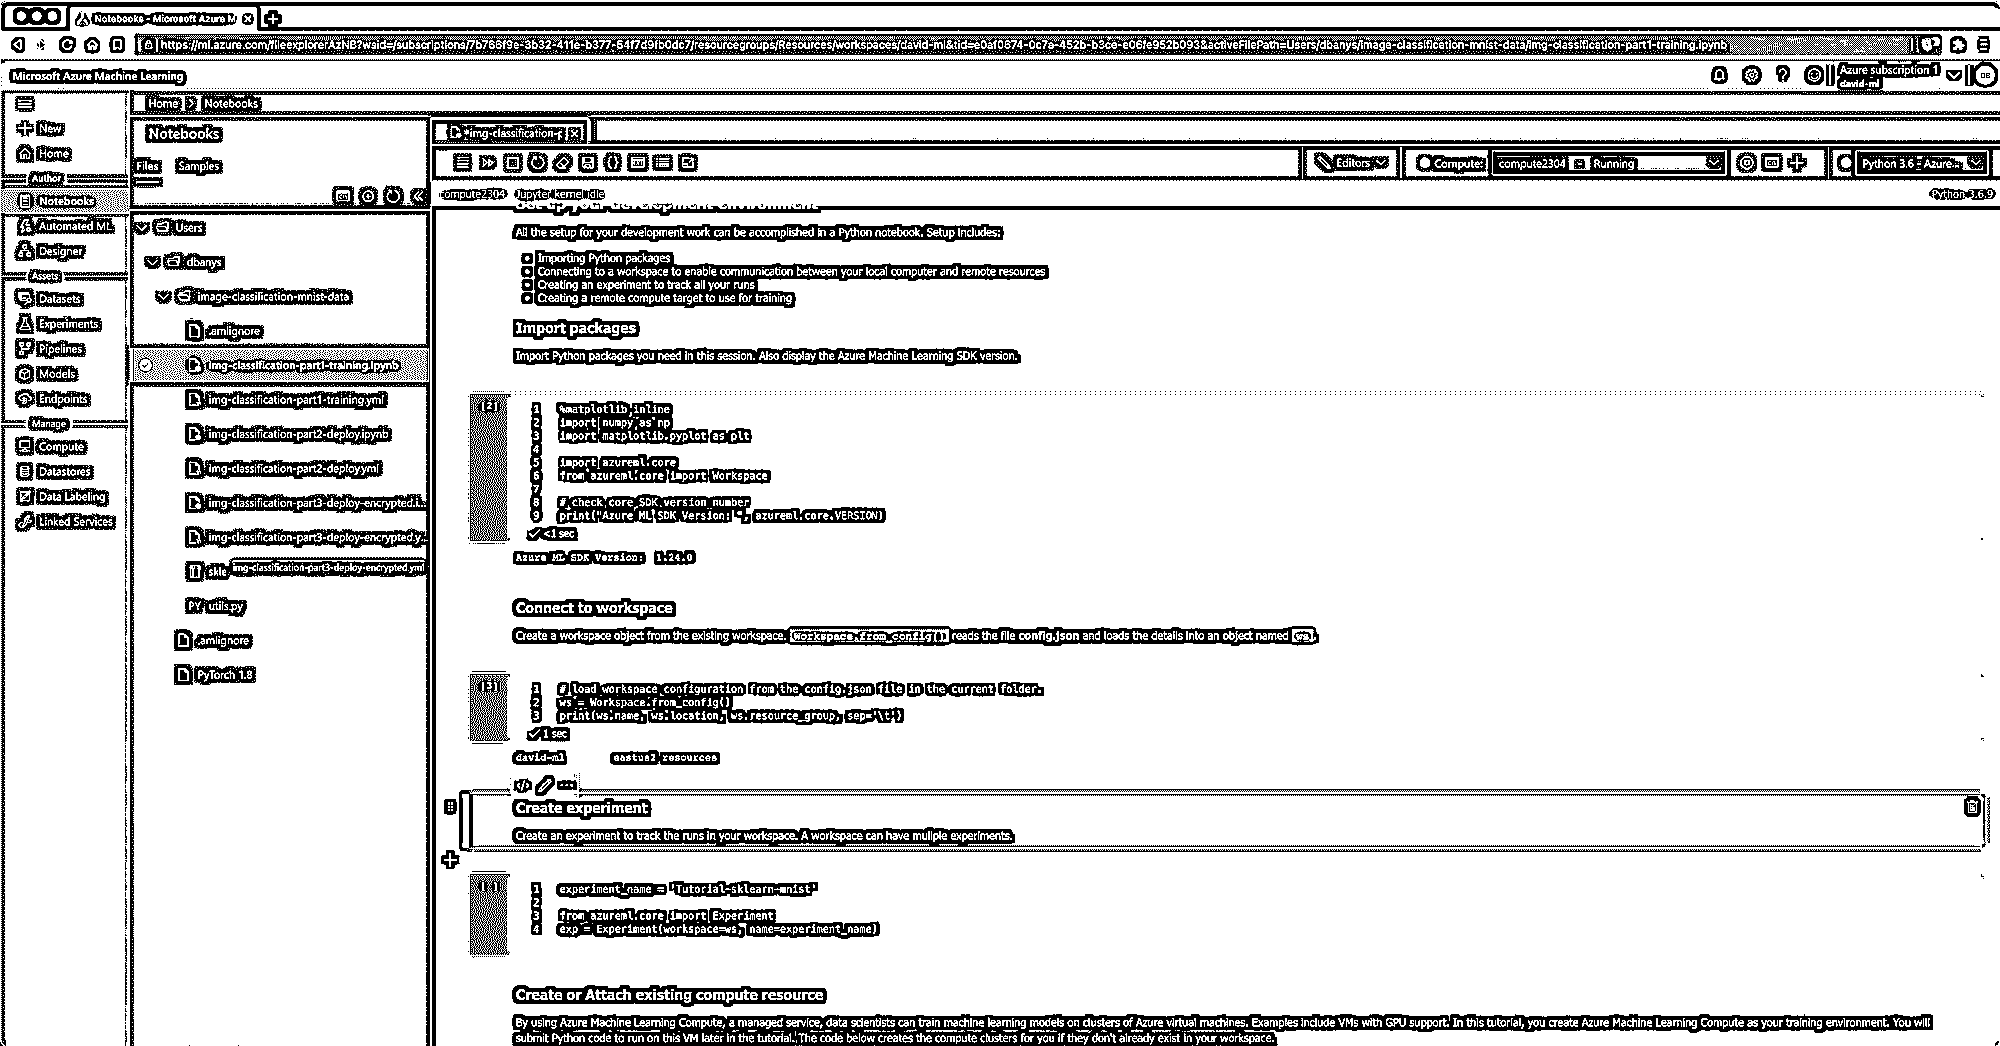 Notebooks - Microsoft Azure M
https://ml.azure.com/fileexplorerAzNB?wsid=/subscriptions/7b766f9e-3b32-411e-b377-64f7d9fb0dc7/resourcegroups/Resources/workspaces/david-ml&tid=e0af0874-0c7a-452b-b3ce-e06fe952b093&activeFilePath=Users/dbanys/image-classification-mnist-data/img-classification-part1-training.ipynb
Microsoft Azure Machine Learning
Azure subscription 1
david-ml
DB
Home > Notebooks
New
Home
Author
Notebooks
Automated ML
Designer
Assets
Datasets
Experiments
Pipelines
Models
Endpoints
Manage
Compute
Datastores
Data Labeling
Linked Services
Notebooks
Files Samples
Users
dbanys
image-classification-mnist-data
.amlignore
img-classification-part1-training.ipynb
img-classification-part1-training.yml
img-classification-part2-deploy.ipynb
img-classification-part2-deploy.yml
img-classification-part3-deploy-encrypted.i...
img-classification-part3-deploy-encrypted.y...
skle
img-classification-part3-deploy-encrypted.yml
PY utils.py
.amlignore
PyTorch 1.8
*img-classification-p
Editors
Compute: compute2304 - Running
Python 3.6 - Azure...
compute2304 Jupyter kernel idle
Python 3.6.9
Set up your development environment
All the setup for your development work can be accomplished in a Python notebook. Setup includes:
Importing Python packages
Connecting to a workspace to enable communication between your local computer and remote resources
Creating an experiment to track all your runs
Creating a remote compute target to use for training
Import packages
Import Python packages you need in this session. Also display the Azure Machine Learning SDK version.
[2]
1 %matplotlib inline
2 import numpy as np
3 import matplotlib.pyplot as plt
4
5 import azureml.core
6 from azureml.core import Workspace
7
8 # check core SDK version number
9 print("Azure ML SDK Version: ", azureml.core.VERSION)
<1 sec
Azure ML SDK Version: 1.24.0
Connect to workspace
Create a workspace object from the existing workspace. Workspace.from_config() reads the file config.json and loads the details into an object named ws.
[3]
1 # load workspace configuration from the config.json file in the current folder.
2 ws = Workspace.from_config()
3 print(ws.name, ws.location, ws.resource_group, sep='\t')
1 sec
david-ml eastus2 resources
Create experiment
Create an experiment to track the runs in your workspace. A workspace can have muliple experiments.
1 experiment_name = 'Tutorial-sklearn-mnist'
2
3 from azureml.core import Experiment
4 exp = Experiment(workspace=ws, name=experiment_name)
Create or Attach existing compute resource
By using Azure Machine Learning Compute, a managed service, data scientists can train machine learning models on clusters of Azure virtual machines. Examples include VMs with GPU support. In this tutorial, you create Azure Machine Learning Compute as your training environment. You will
submit Python code to run on this VM later in the tutorial. The code below creates the compute clusters for you if they don't already exist in your workspace.